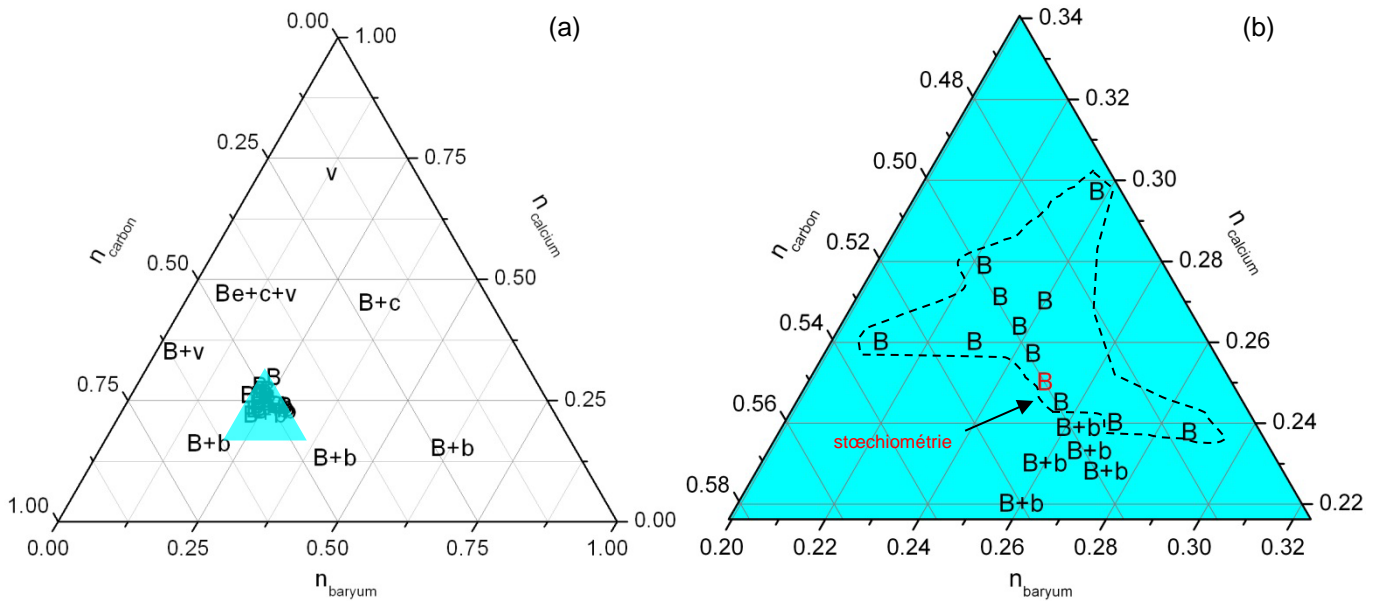 (a)
0.00
1.00
0.25
0.75
v
n carbon
n calcium
0.50
0.50
Be+c+v
B+c
B+v
B
0.75
B
B
0.25
B
B+b
B+b
B+b
B+b
1.00
0.00
0.00
0.25
0.50
0.75
1.00
n baryum
(b)
0.34
0.48
0.32
0.50
0.30
B
n carbon
n calcium
0.52
0.28
B
B
B
B
0.54
0.26
B
B
B
B
B
0.56
0.24
stœchiométrie
B+b
B
B
B+b
B+b
B+b
0.58
0.22
B+b
0.20
0.22
0.24
0.26
0.28
0.30
0.32
n baryum